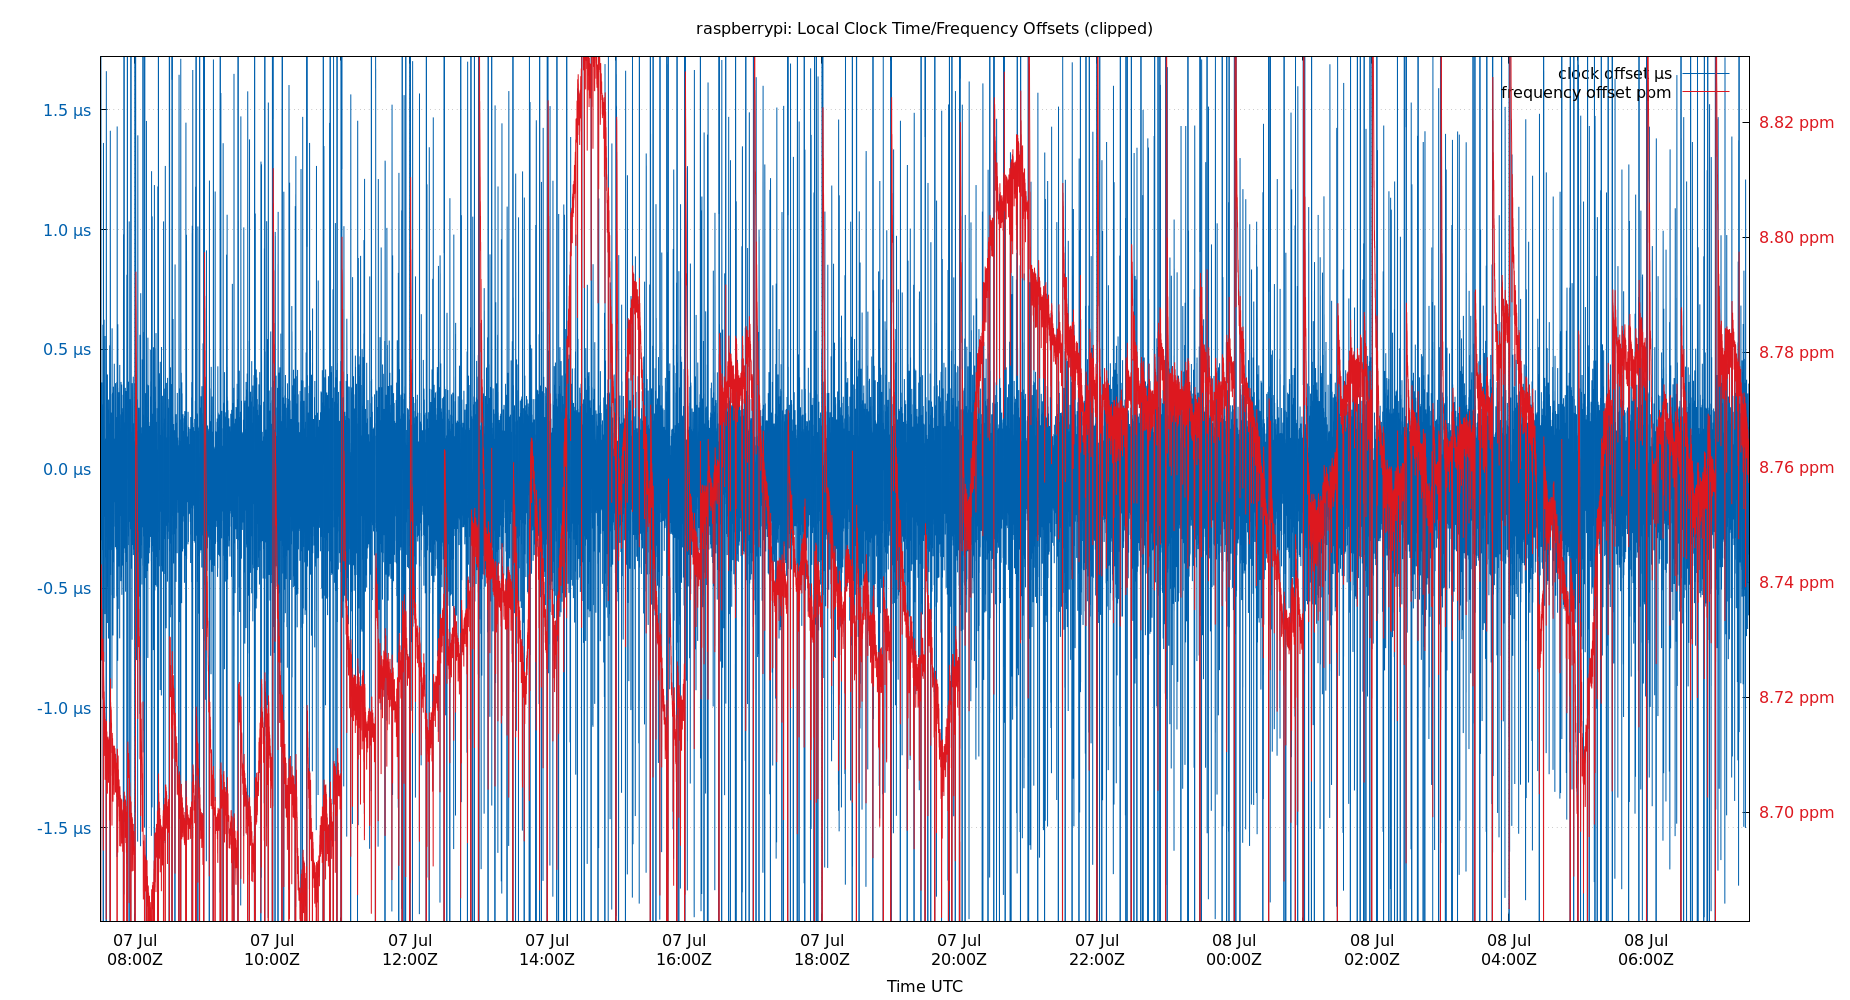 raspberrypi: Local Clock Time/Frequency Offsets (clipped)
clock offset µs
frequency offset ppm
1.5 µs
1.0 µs
0.5 µs
0.0 µs
-0.5 µs
-1.0 µs
-1.5 µs
8.82 ppm
8.80 ppm
8.78 ppm
8.76 ppm
8.74 ppm
8.72 ppm
8.70 ppm
07 Jul 07 Jul 07 Jul 07 Jul 07 Jul 07 Jul 07 Jul 07 Jul 08 Jul 08 Jul 08 Jul 08 Jul
08:00Z 10:00Z 12:00Z 14:00Z 16:00Z 18:00Z 20:00Z 22:00Z 00:00Z 02:00Z 04:00Z 06:00Z
Time UTC